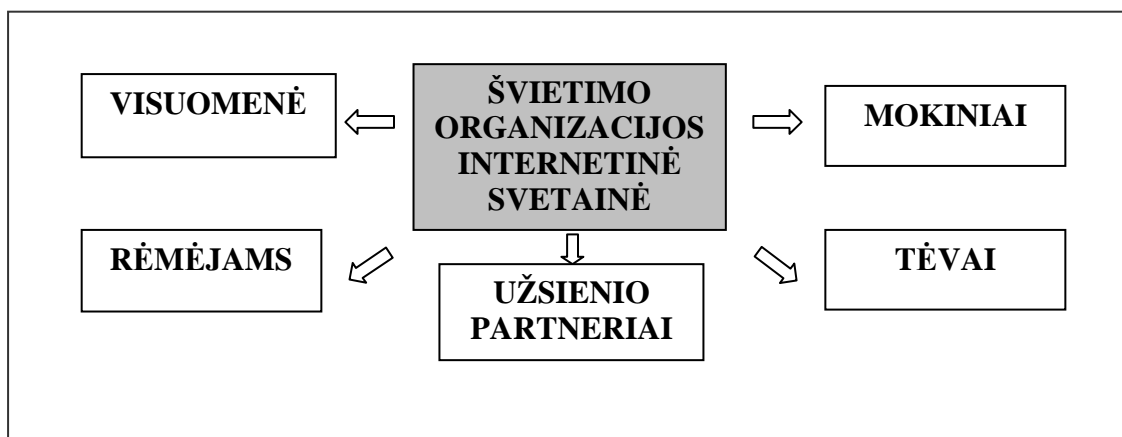 VISUOMENĖ
ŠVIETIMO
ORGANIZACIJOS
INTERNETINĖ
SVETAINĖ
MOKINIAI
RĖMĖJAMS
UŽSIENIO
PARTNERIAI
TĖVAI